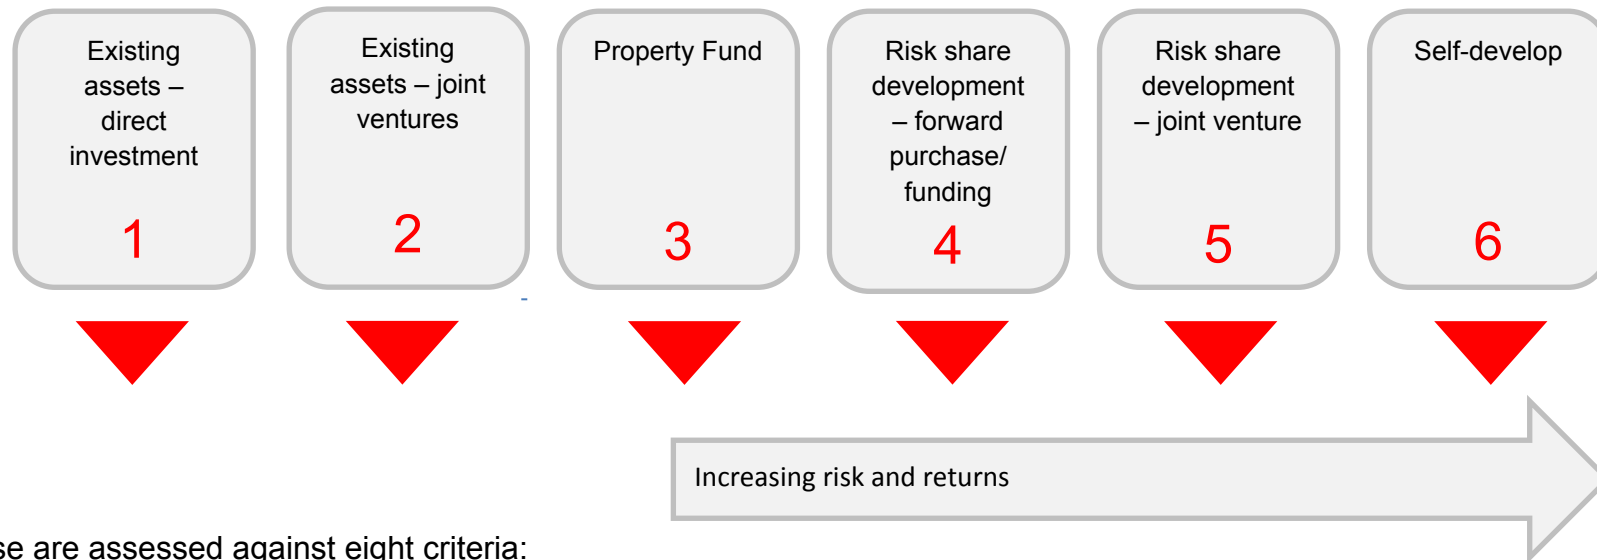 Existing
assets –
direct
investment
1
Existing
assets – joint
ventures
2
Property Fund
3
Risk share
development
– forward
purchase/
funding
4
Risk share
development
– joint venture
5
Self-develop
6
Increasing risk and returns
se are assessed against eight criteria: